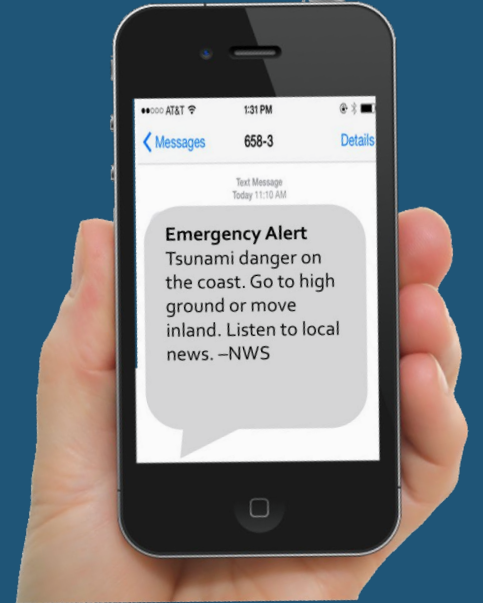 AT&T 1:31 PM
Messages 658-3 Details
Text Message
Today 11:10 AM
Emergency Alert
Tsunami danger on
the coast. Go to high
ground or move
inland. Listen to local
news. –NWS